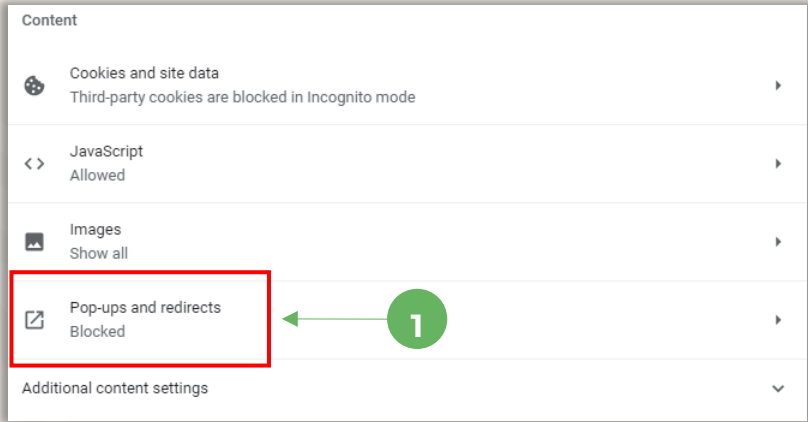 Content
Cookies and site data
Third-party cookies are blocked in Incognito mode
JavaScript
Allowed
Images
Show all
Pop-ups and redirects
Blocked
1
Additional content settings